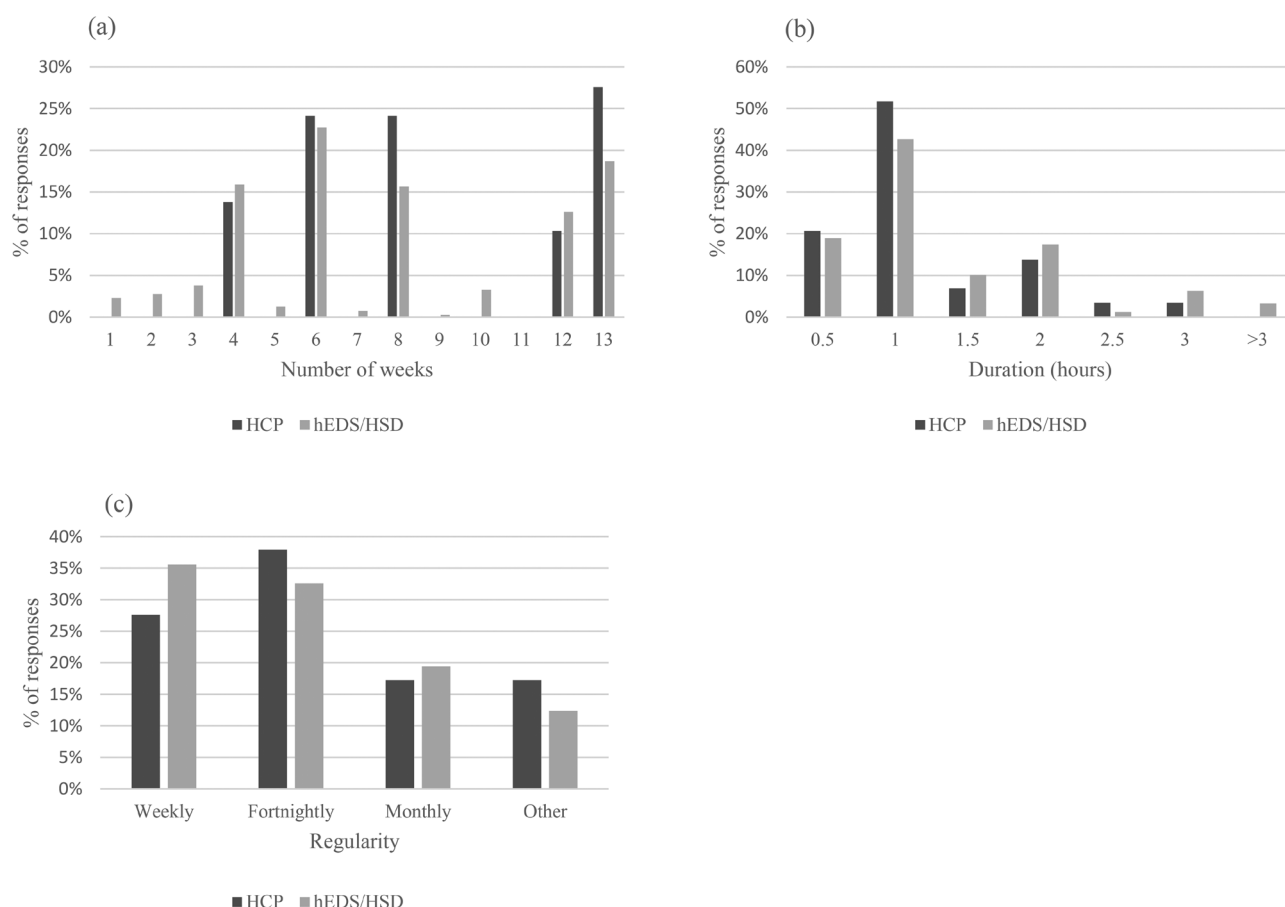 (a)
30%
25%
20%
15%
10%
5%
0%
% of responses
1 2 3 4 5 6 7 8 9 10 11 12 13
Number of weeks
HCP hEDS/HSD
(b)
60%
50%
40%
30%
20%
10%
0%
% of responses
0.5 1 1.5 2 2.5 3 >3
Duration (hours)
HCP hEDS/HSD
(c)
40%
35%
30%
25%
20%
15%
10%
5%
0%
% of responses
Weekly Fortnightly Monthly Other
Regularity
HCP hEDS/HSD